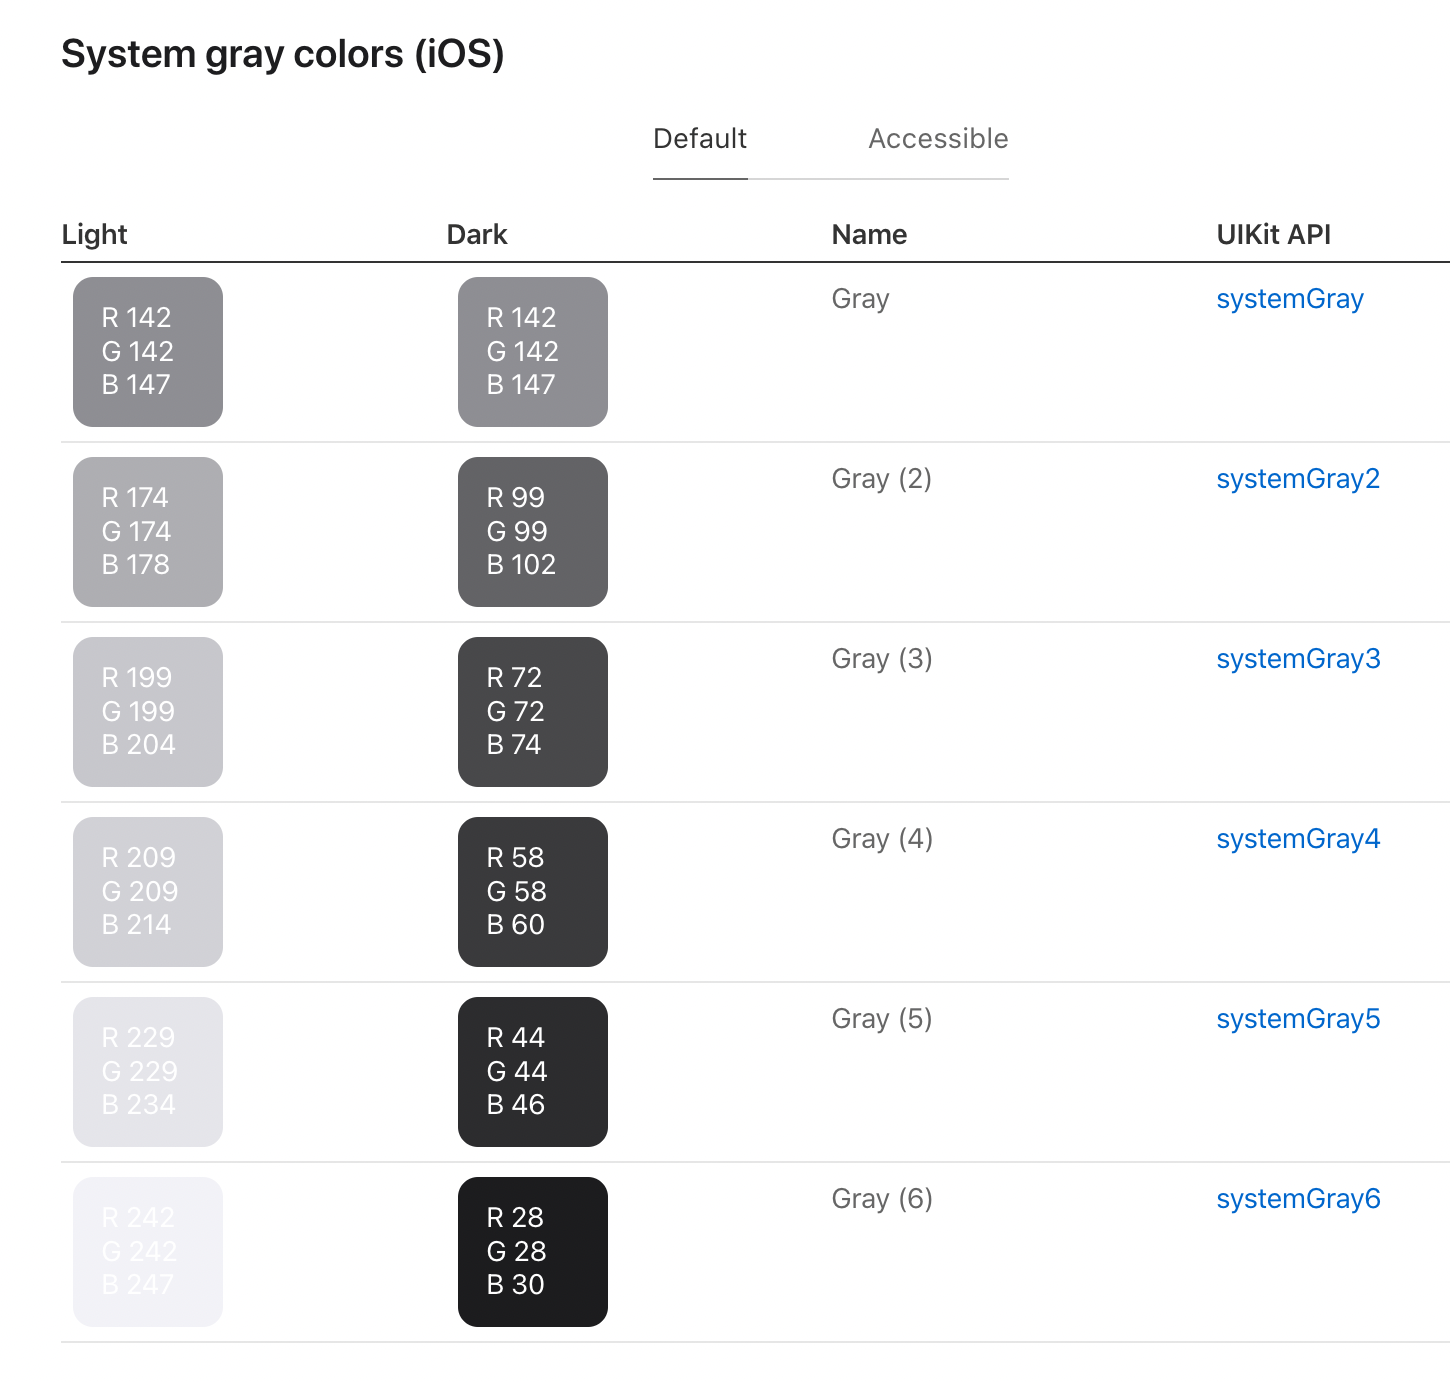 System gray colors (iOS)
Default Accessible
Light Dark Name UIKit API
R 142
G 142
B 147
R 142
G 142
B 147
Gray
systemGray
R 174
G 174
B 178
R 99
G 99
B 102
Gray (2)
systemGray2
R 199
G 199
B 204
R 72
G 72
B 74
Gray (3)
systemGray3
R 209
G 209
B 214
R 58
G 58
B 60
Gray (4)
systemGray4
R 229
G 229
B 234
R 44
G 44
B 46
Gray (5)
systemGray5
R 242
G 242
B 247
R 28
G 28
B 30
Gray (6)
systemGray6